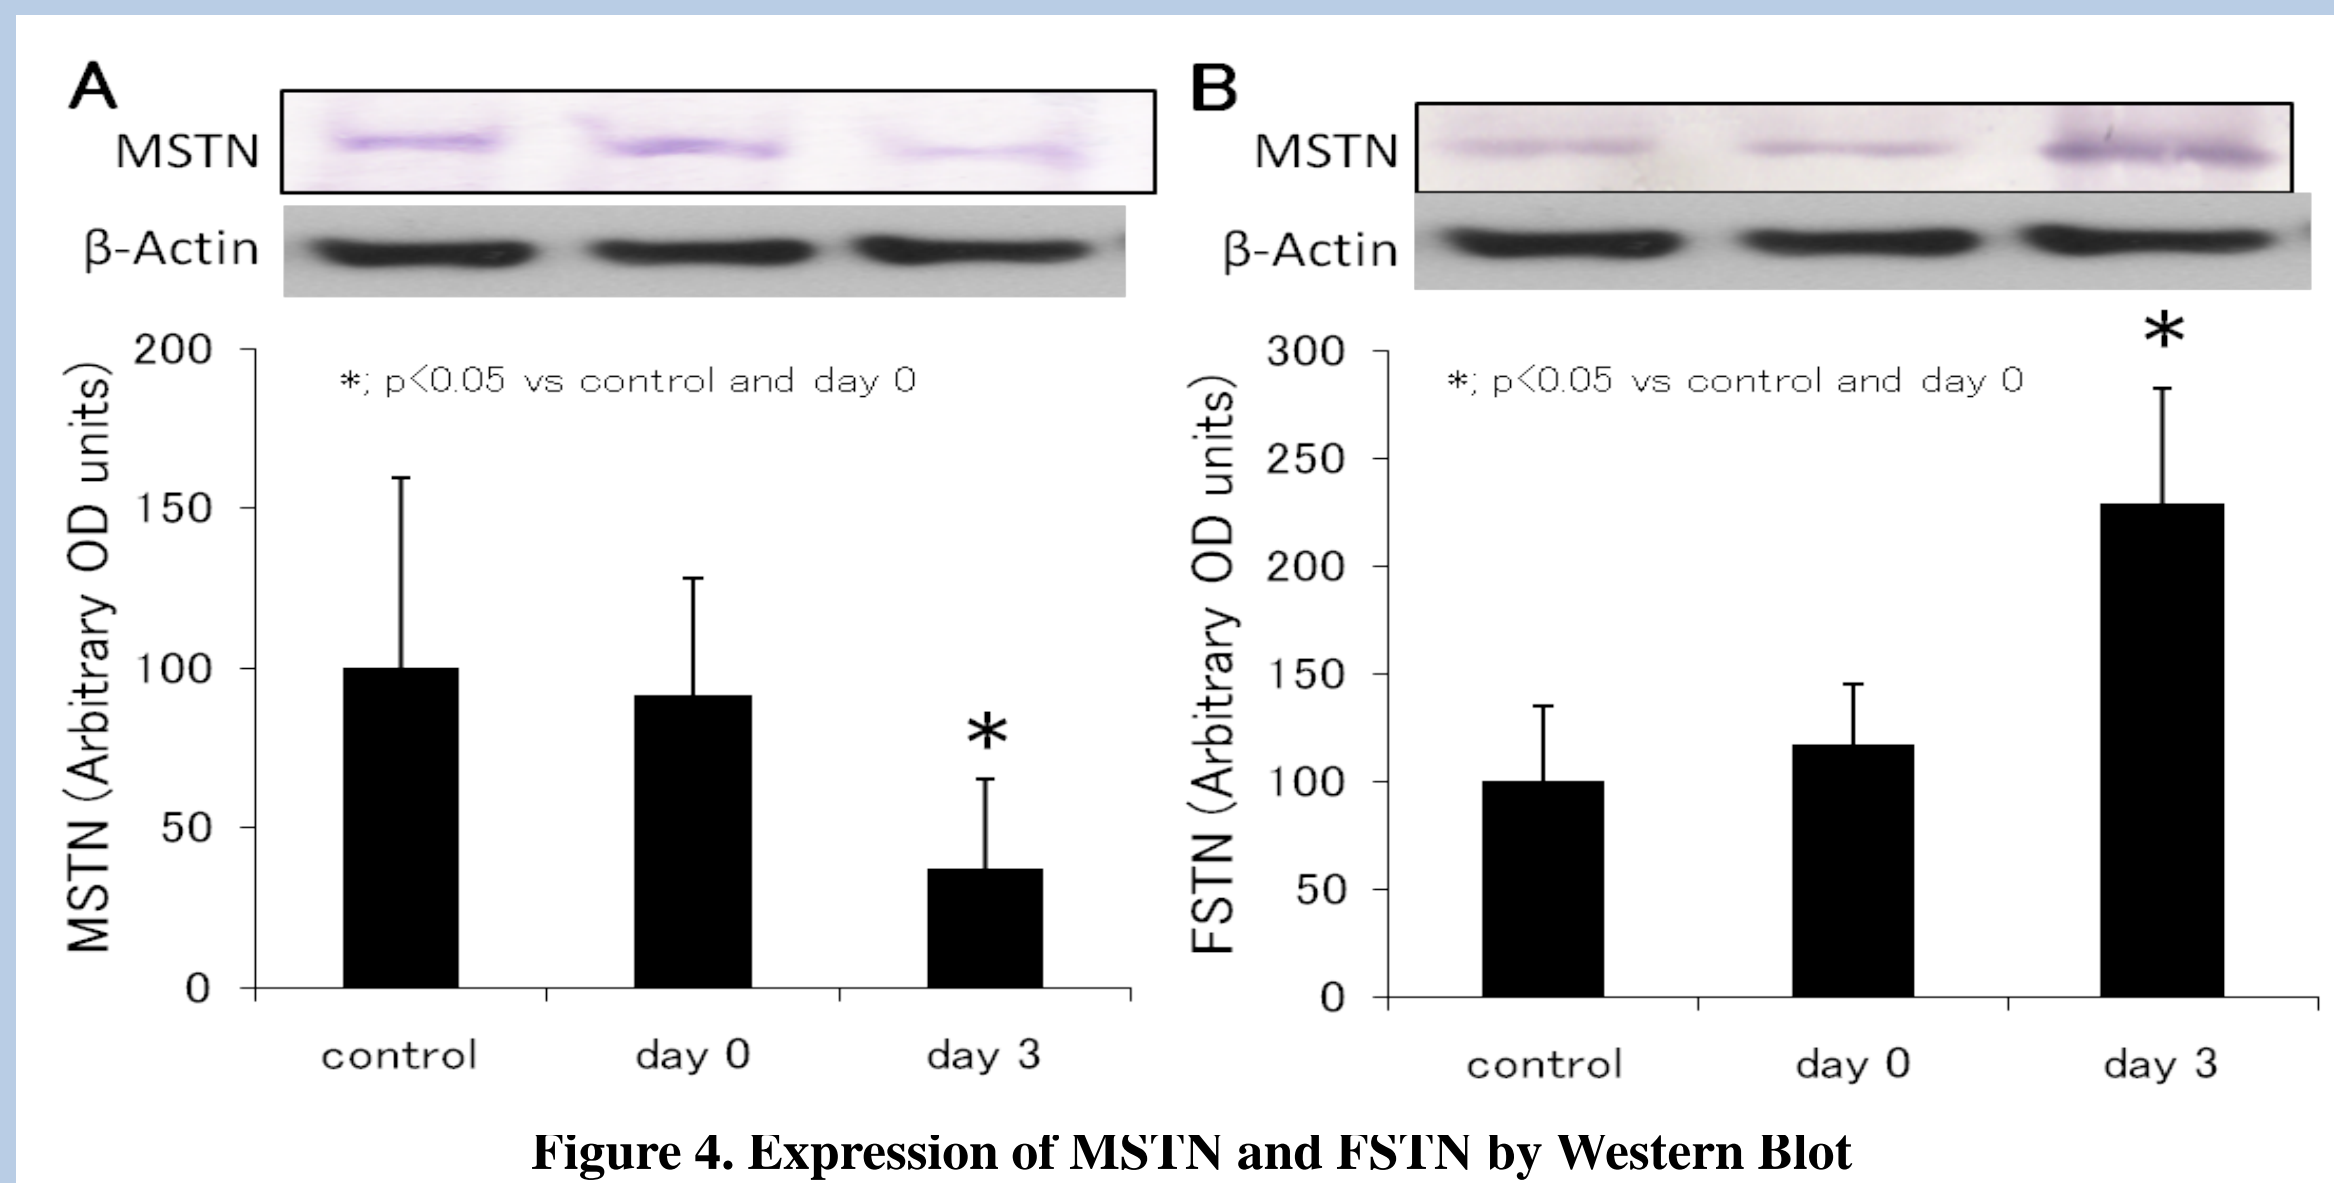 A
MSTN
β-Actin
200
150
100
50
0
MSTN (Arbitrary OD units)
*; p<0.05 vs control and day 0
*
control
day 0
day 3
B
MSTN
β-Actin
300
250
200
150
100
50
0
FSTN (Arbitrary OD units)
*; p<0.05 vs control and day 0
*
control
day 0
day 3
Figure 4. Expression of MSTN and FSTN by Western Blot